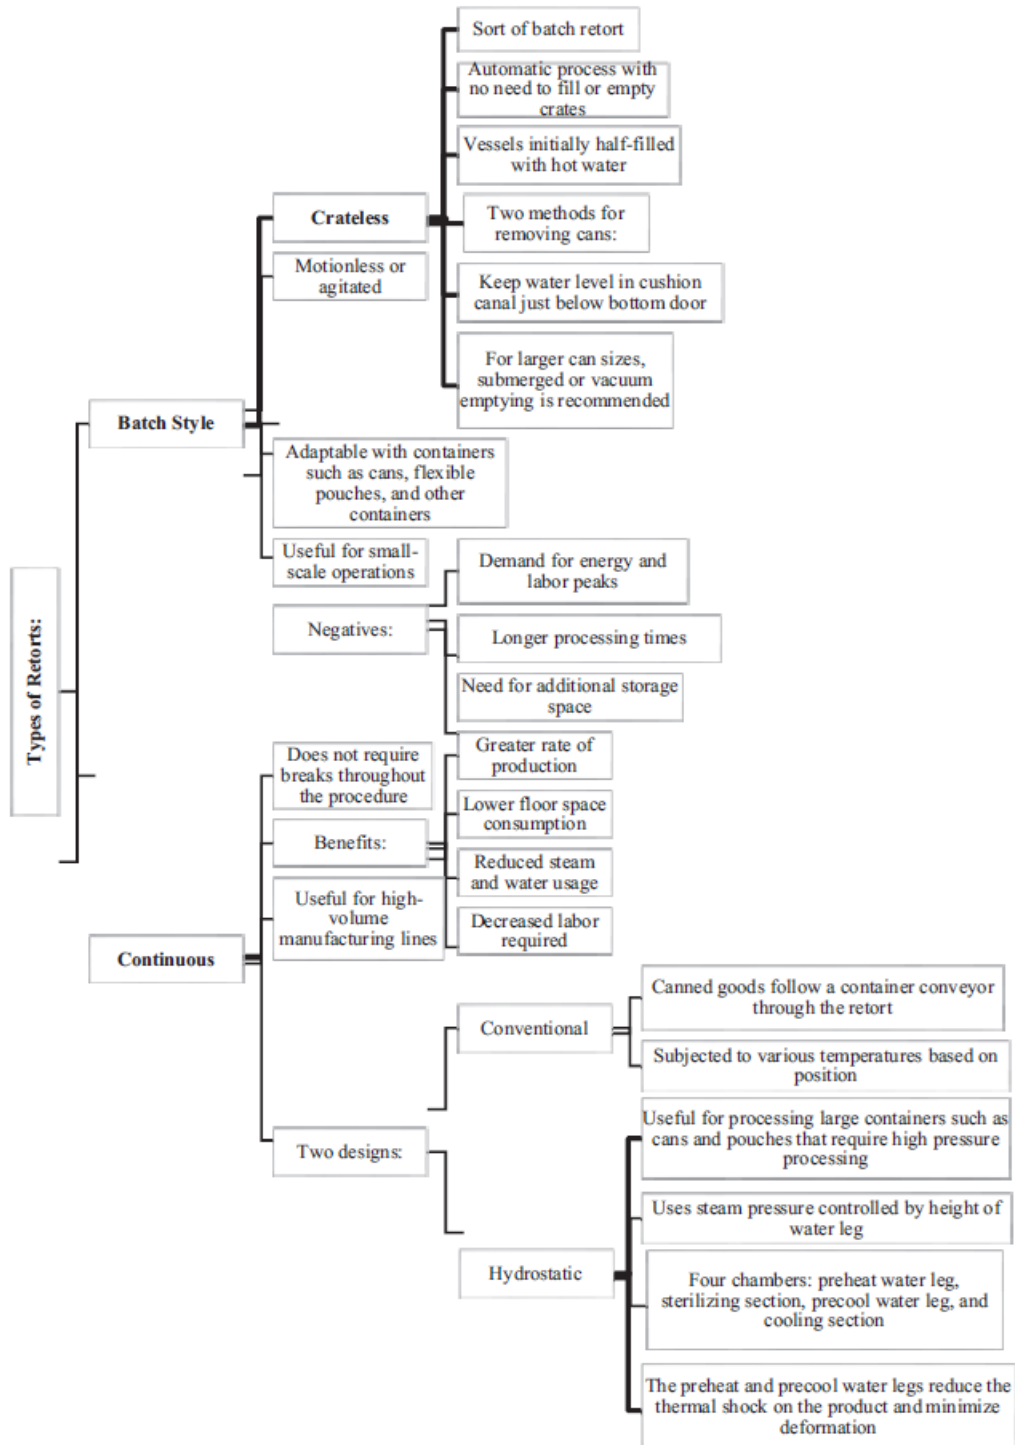 Types of Retorts:
Batch Style
Crateless
Sort of batch retort
Automatic process with
no need to fill or empty
crates
Vessels initially half-filled
with hot water
Two methods for
removing cans:
Keep water level in cushion
canal just below bottom door
For larger can sizes,
submerged or vacuum
emptying is recommended
Motionless or
agitated
Adaptable with containers
such as cans, flexible
pouches, and other
containers
Useful for small-
scale operations
Negatives:
Demand for energy and
labor peaks
Longer processing times
Need for additional storage
space
Continuous
Does not require
breaks throughout
the procedure
Benefits:
Greater rate of
production
Lower floor space
consumption
Reduced steam
and water usage
Decreased labor
required
Useful for high-
volume
manufacturing lines
Two designs:
Conventional
Canned goods follow a container conveyor
through the retort
Subjected to various temperatures based on
position
Hydrostatic
Useful for processing large containers such as
cans and pouches that require high pressure
processing
Uses steam pressure controlled by height of
water leg
Four chambers: preheat water leg,
sterilizing section, precool water leg, and
cooling section
The preheat and precool water legs reduce the
thermal shock on the product and minimize
deformation